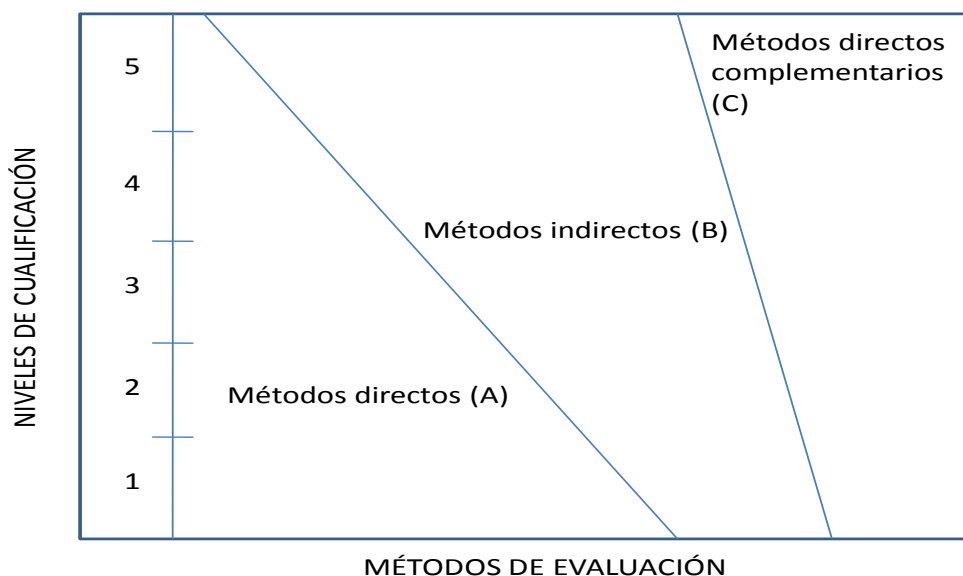 NIVELES DE CUALIFICACIÓN
5
4
3
2
1
Métodos directos
complementarios
(C)
Métodos indirectos (B)
Métodos directos (A)
MÉTODOS DE EVALUACIÓN